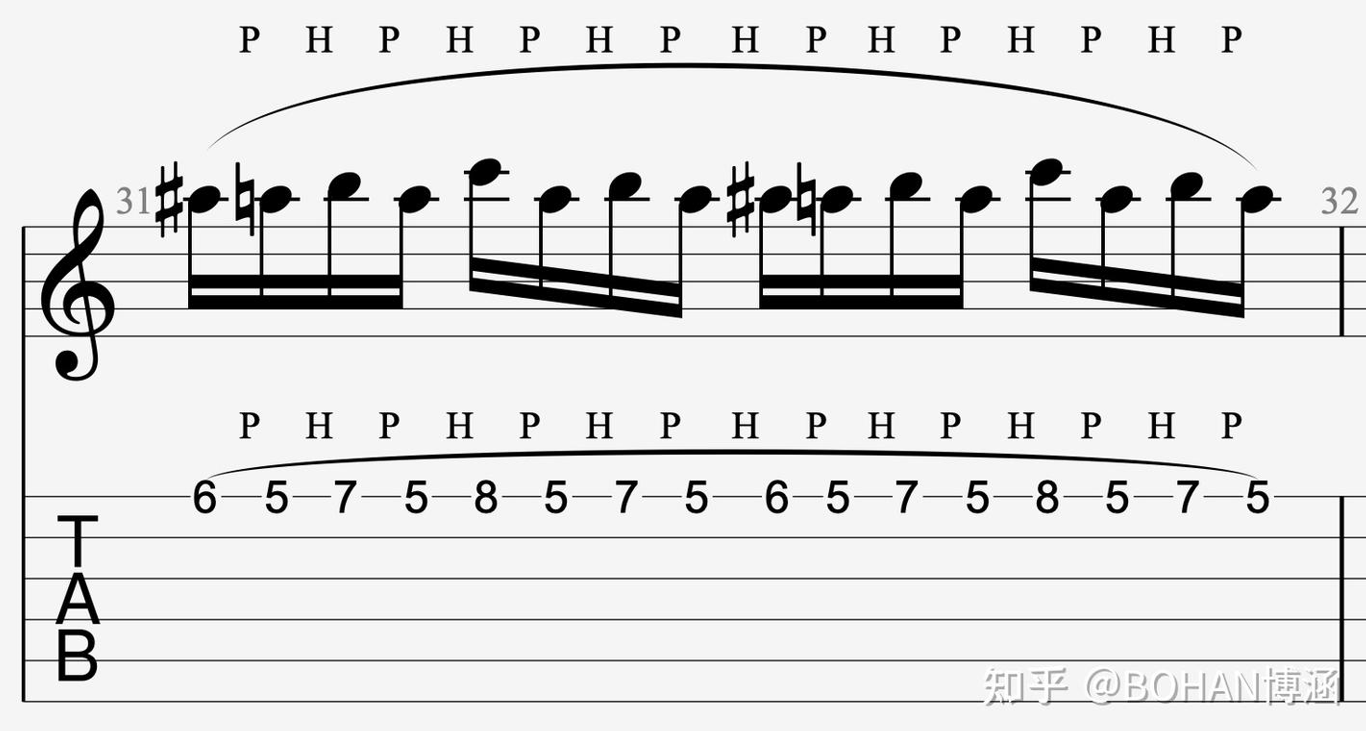 P H P H P H P H P H P H P H P
31 32
P H P H P H P H P H P H P H P
6 5 7 5 8 5 7 5 6 5 7 5 8 5 7 5
T
A
B
知乎 @BOHAN博涵